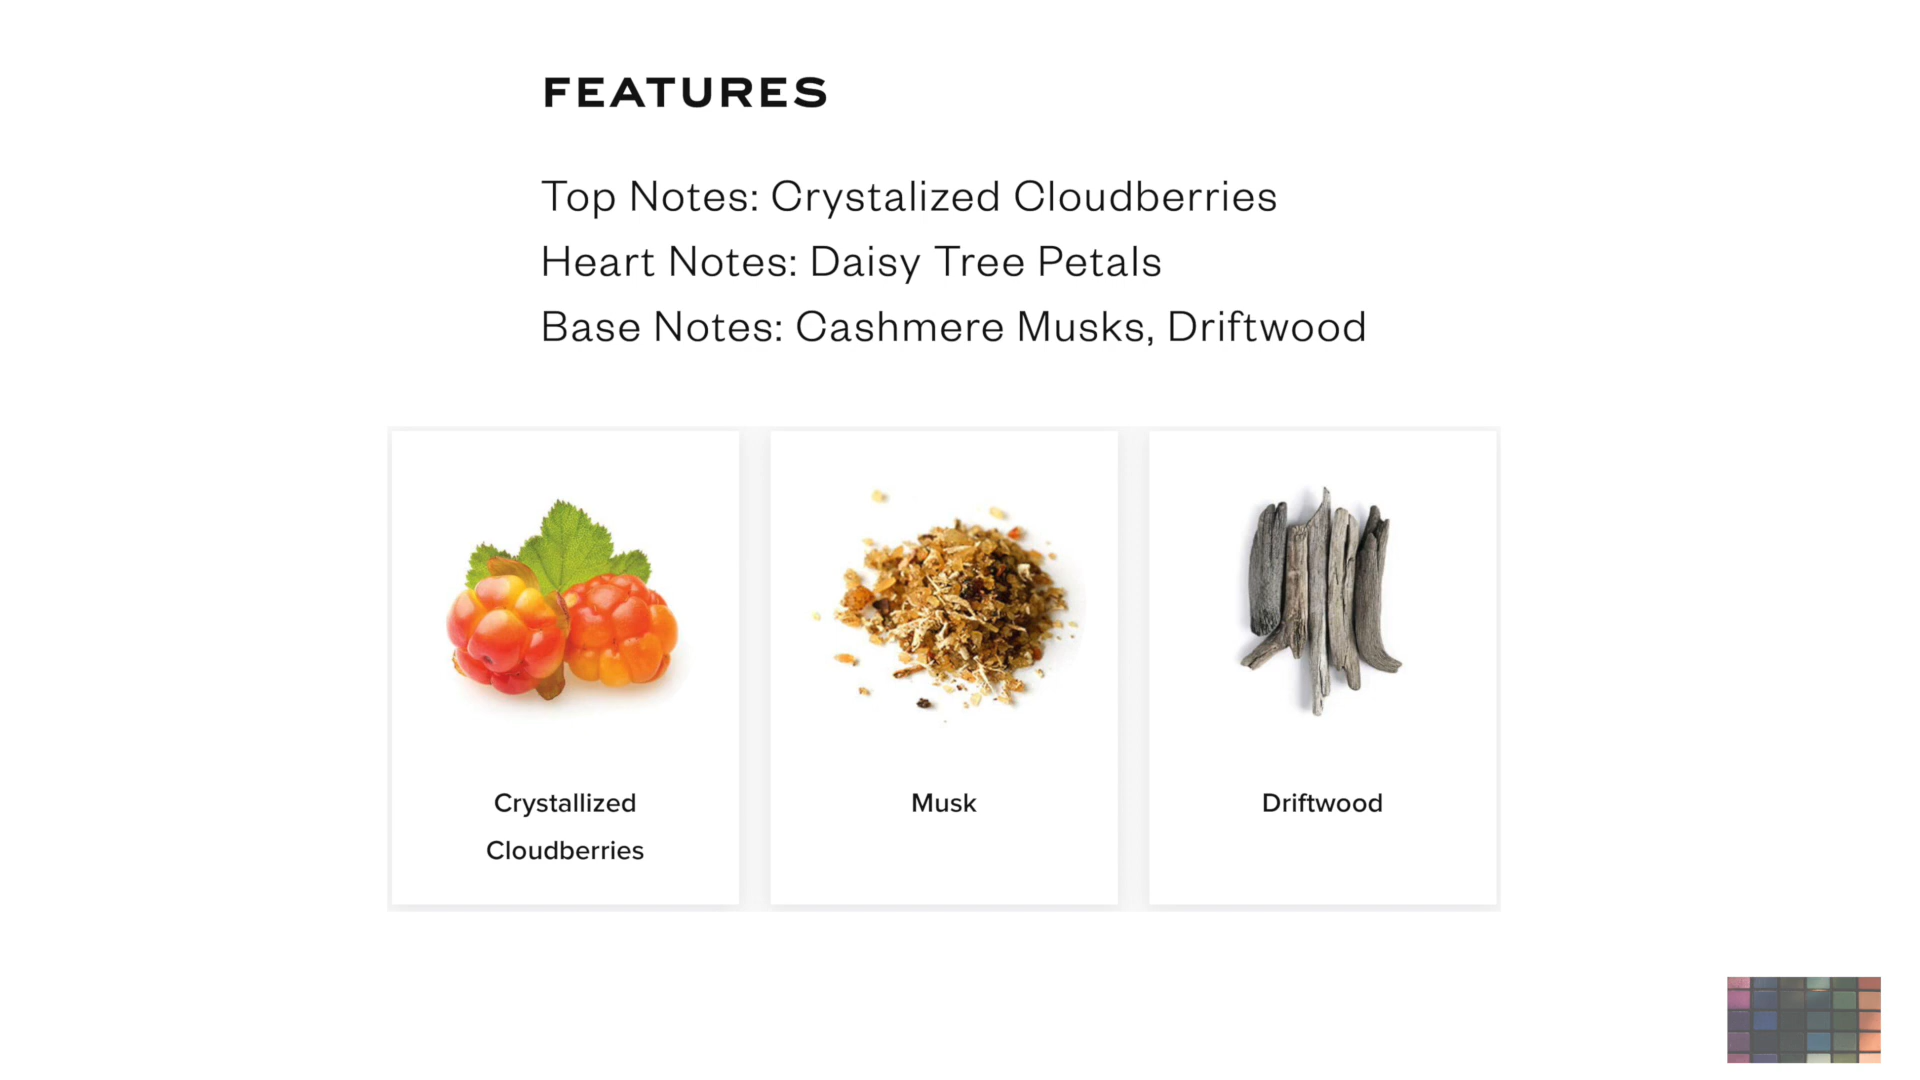 FEATURES
Top Notes: Crystalized Cloudberries
Heart Notes: Daisy Tree Petals
Base Notes: Cashmere Musks, Driftwood
Crystallized
Cloudberries
Musk
Driftwood